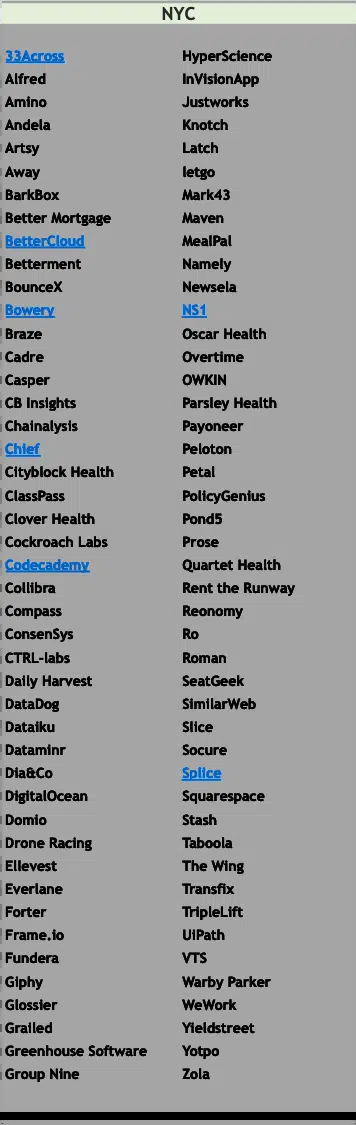 NYC
33Across
Alfred
Amino
Andela
Artsy
Away
BarkBox
Better Mortgage
BetterCloud
Betterment
BounceX
Bowery
Braze
Cadre
Casper
CB Insights
Chainalysis
Chief
Cityblock Health
ClassPass
Clover Health
Cockroach Labs
Codecademy
Collibra
Compass
ConsenSys
CTRL-labs
Daily Harvest
DataDog
Dataiku
Dataminr
Dia&Co
DigitalOcean
Domio
Drone Racing
Ellevest
Everlane
Forter
Frame.io
Fundera
Giphy
Glossier
Grailed
Greenhouse Software
Group Nine
HyperScience
InVisionApp
Justworks
Knotch
Latch
letgo
Mark43
Maven
MealPal
Namely
Newsela
NS1
Oscar Health
Overtime
OWKIN
Parsley Health
Payoneer
Peloton
Petal
PolicyGenius
Pond5
Prose
Quartet Health
Rent the Runway
Reonomy
Ro
Roman
SeatGeek
SimilarWeb
Slice
Socure
Splice
Squarespace
Stash
Taboola
The Wing
Transfix
TripleLift
UiPath
VTS
Warby Parker
WeWork
Yieldstreet
Yotpo
Zola